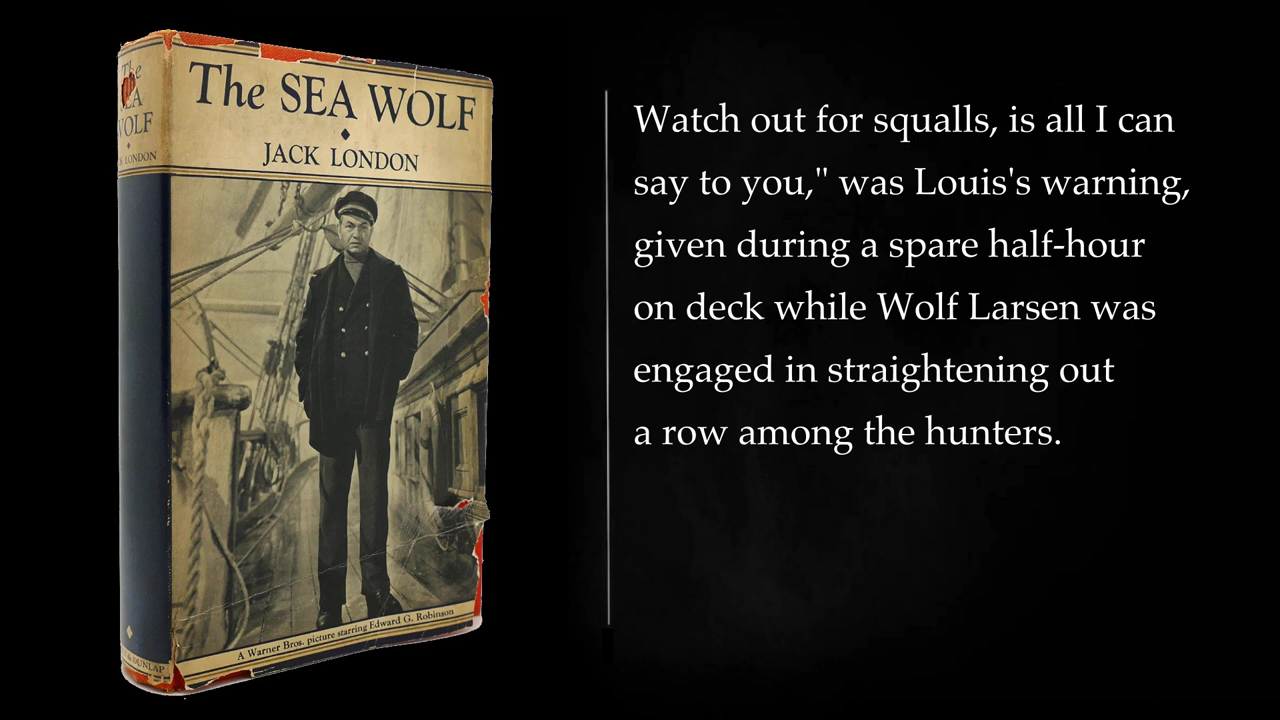 The
SEA
WOLF
LONDON
DUNLAP
The SEA WOLF
JACK LONDON
A Warner Bros. picture starring Edward G. Robinson
Watch out for squalls, is all I can
say to you," was Louis's warning,
given during a spare half-hour
on deck while Wolf Larsen was
engaged in straightening out
a row among the hunters.